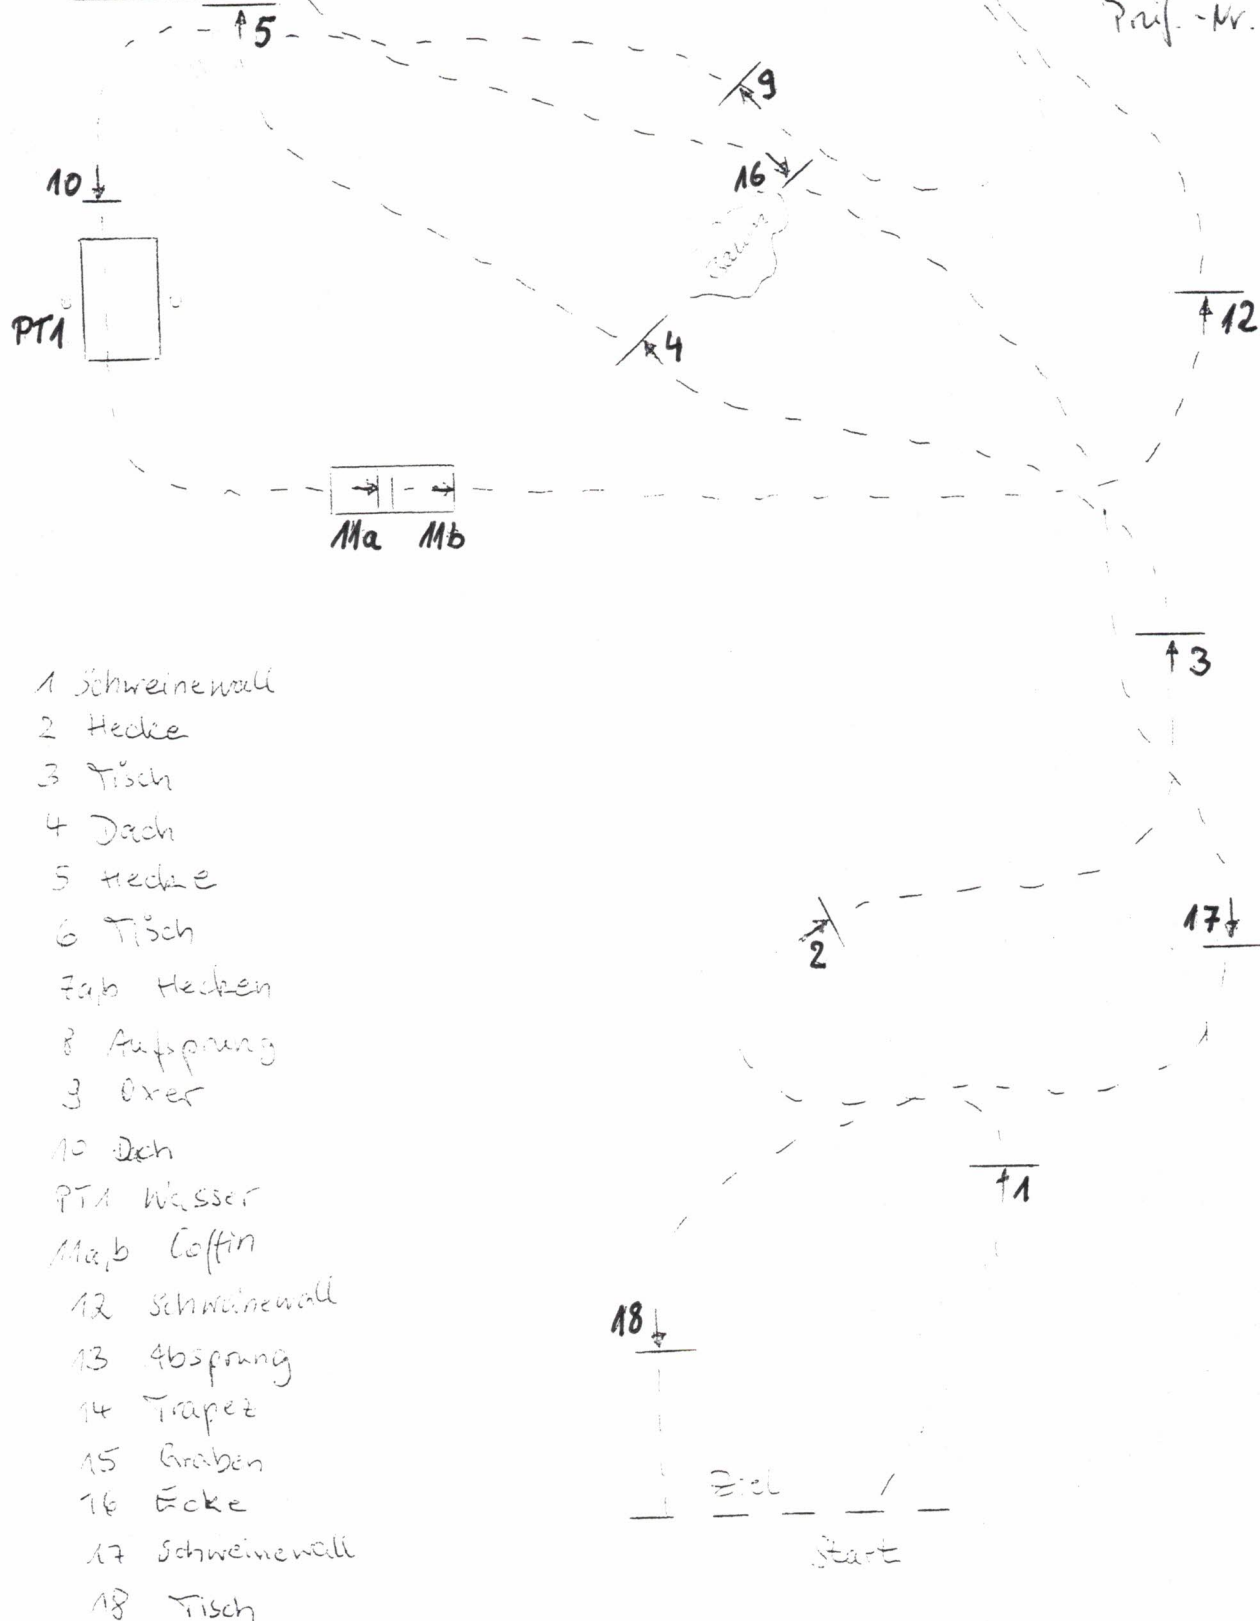 Prüf.-Nr.
5
9
16
10
PT1
4
12
11a 11b
3
2
17
1
18
Ziel
Start
1 Schweinewall
2 Hecke
3 Tisch
4 Dach
5 Hecke
6 Tisch
7a,b Hecken
8 Aufsprung
9 Oxer
10 Dach
PT1 Wasser
11a,b Coffin
12 Schweinewall
13 Absprung
14 Trapez
15 Graben
16 Ecke
17 Schweinewall
18 Tisch